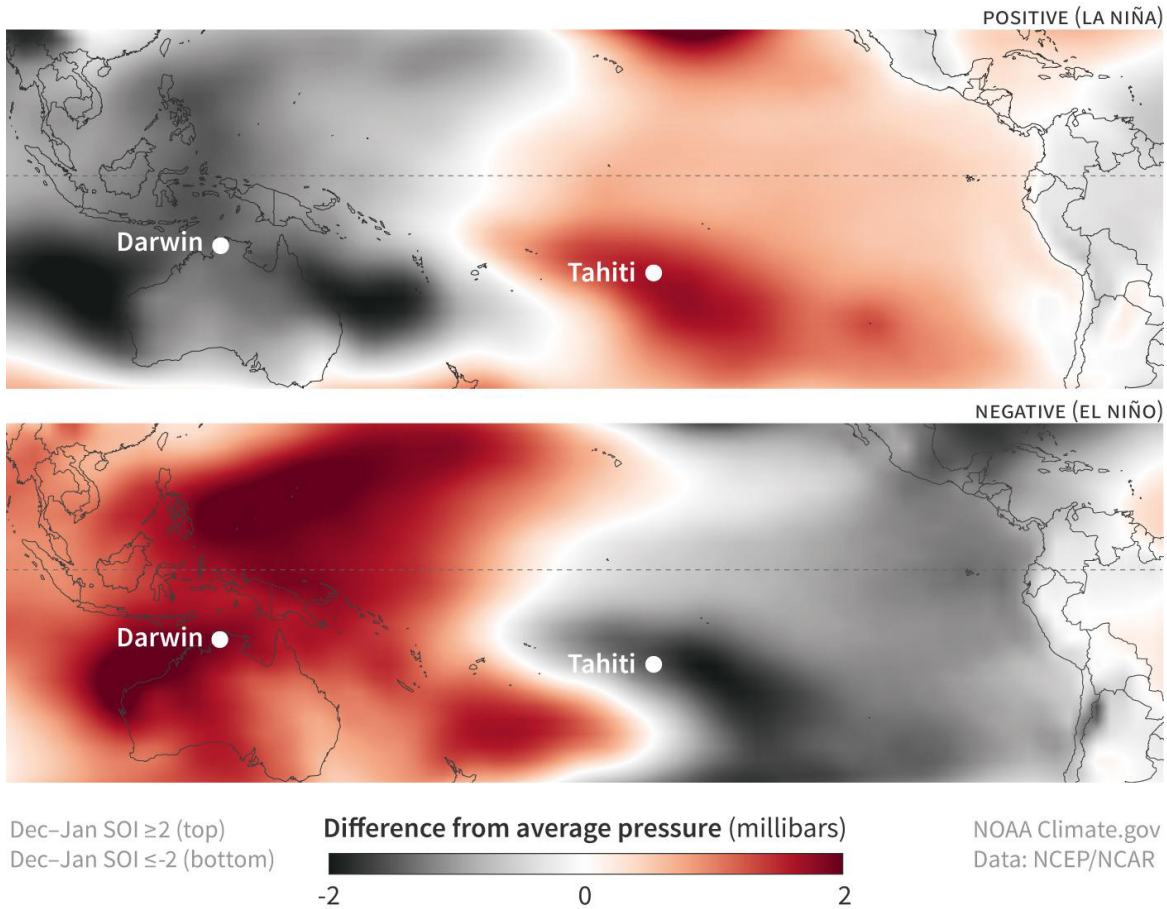 POSITIVE (LA NIÑA)
Darwin
Tahiti
NEGATIVE (EL NIÑO)
Darwin
Tahiti
Dec–Jan SOI ≥2 (top)
Dec–Jan SOI ≤-2 (bottom)
Difference from average pressure (millibars)
-2
0
2
NOAA Climate.gov
Data: NCEP/NCAR